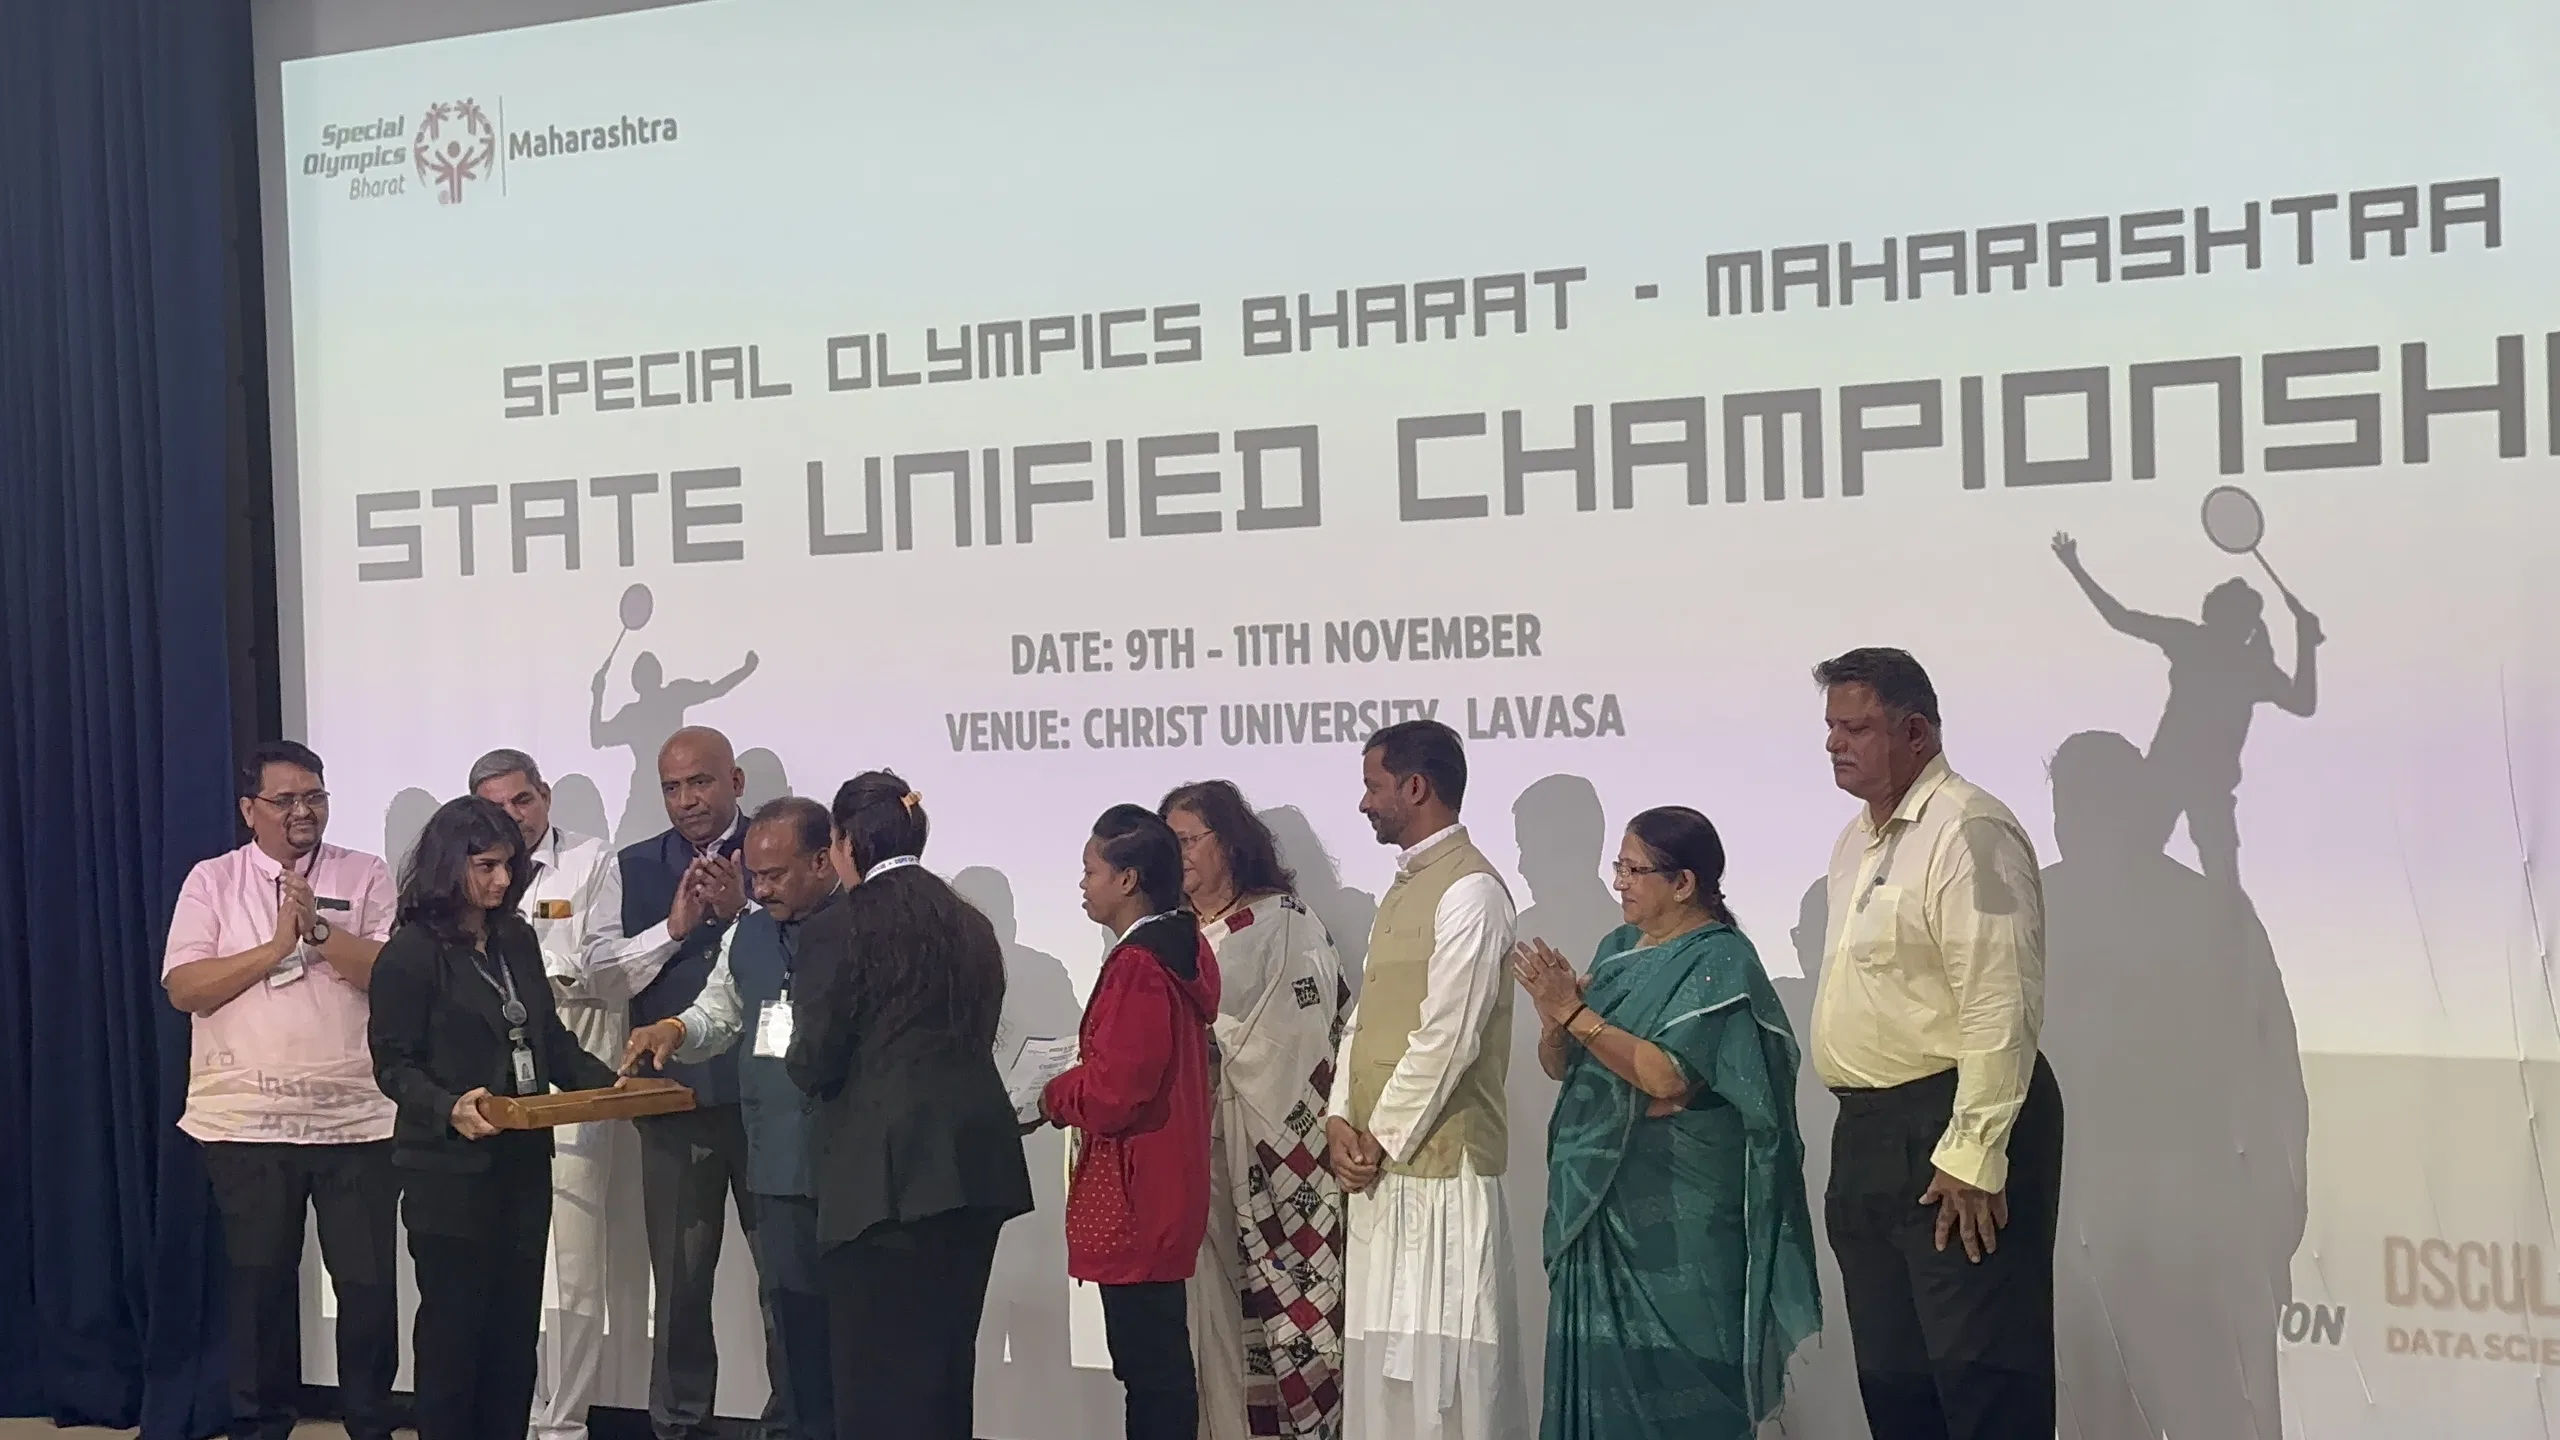 Special
Olympics
Bharat
Maharashtra
SPECIAL OLYMPICS BHARAT - MAHARASHTRA
STATE UNIFIED CHAMPIONSHI
DATE: 9TH - 11TH NOVEMBER
VENUE: CHRIST UNIVERSITY, LAVASA
ON
DSCUL
DATA SCIE